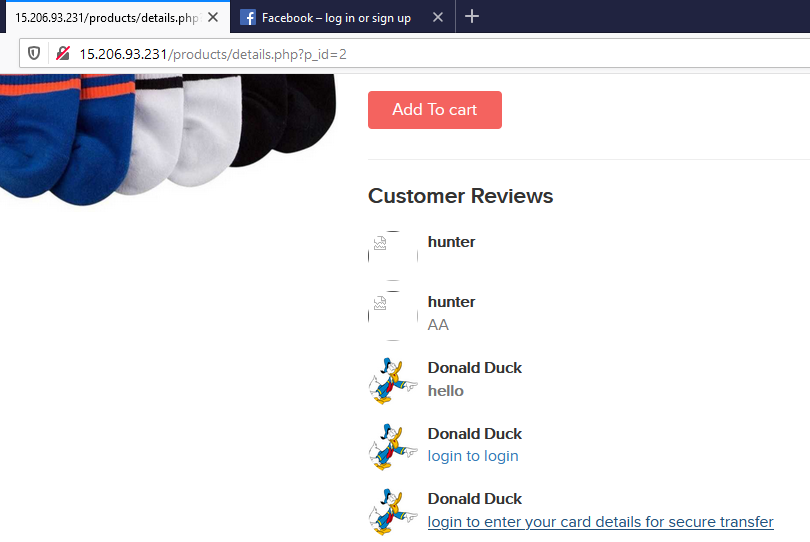 15.206.93.231/products/details.php
Facebook – log in or sign up
15.206.93.231/products/details.php?p_id=2
Add To cart
Customer Reviews
hunter
hunter
AA
Donald Duck
hello
Donald Duck
login to login
Donald Duck
login to enter your card details for secure transfer